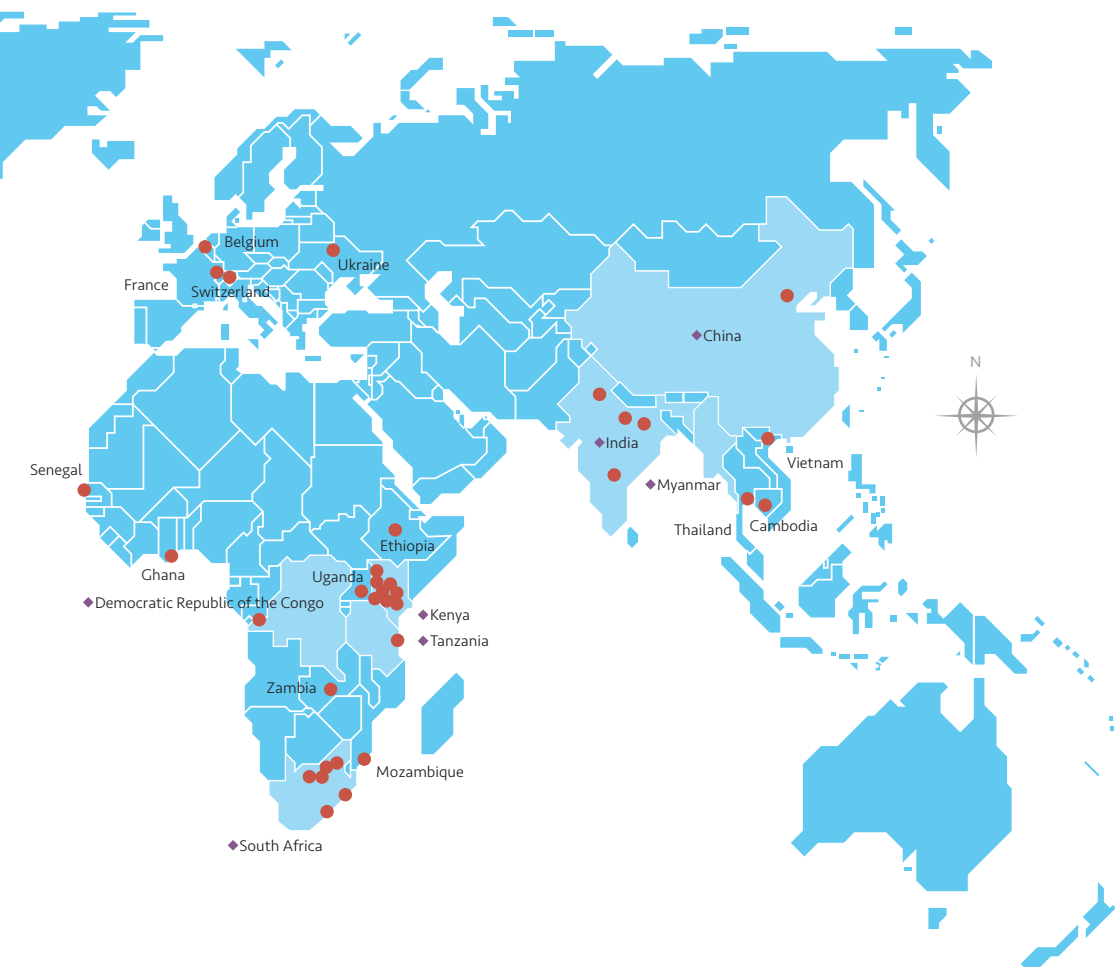 Belgium
Ukraine
France
Switzerland
China
N
India
Vietnam
Senegal
Myanmar
Thailand
Cambodia
Ethiopia
Ghana
Uganda
Democratic Republic of the Congo
Kenya
Tanzania
Zambia
Mozambique
South Africa